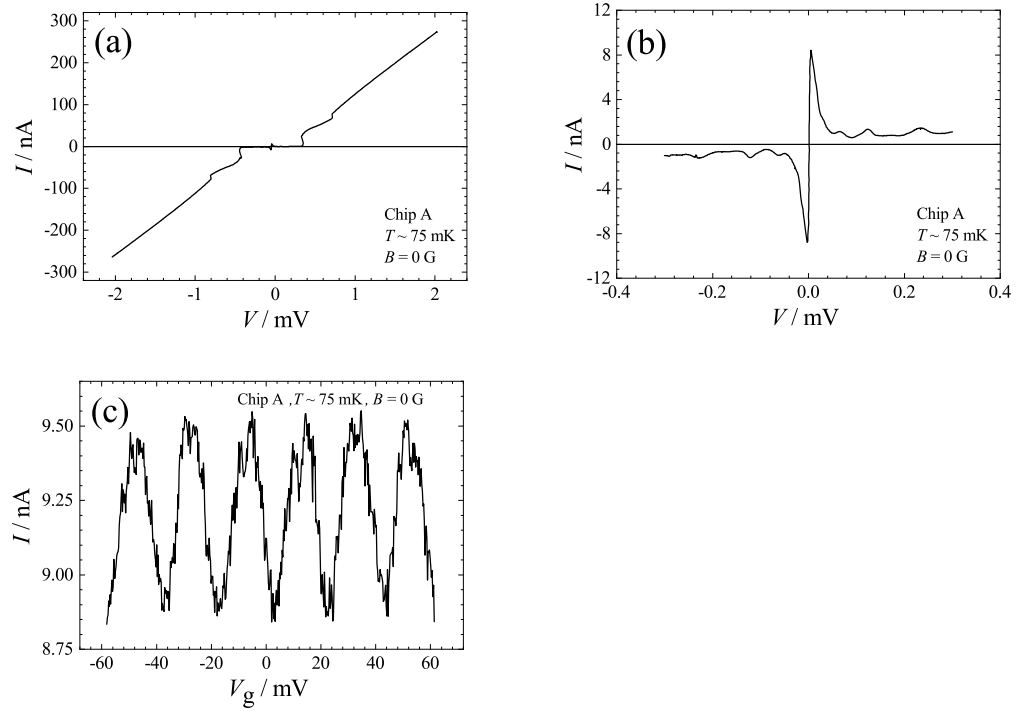 (a)
300
200
100
0
-100
-200
-300
-2 -1 0 1 2
I / nA
V / mV
Chip A
T ~ 75 mK
B = 0 G
(b)
12
8
4
0
-4
-8
-12
-0.4 -0.2 0.0 0.2 0.4
I / nA
V / mV
Chip A
T ~ 75 mK
B = 0 G
(c)
Chip A ,T ~ 75 mK, B = 0 G
9.50
9.25
9.00
8.75
-60 -40 -20 0 20 40 60
I / nA
Vg / mV